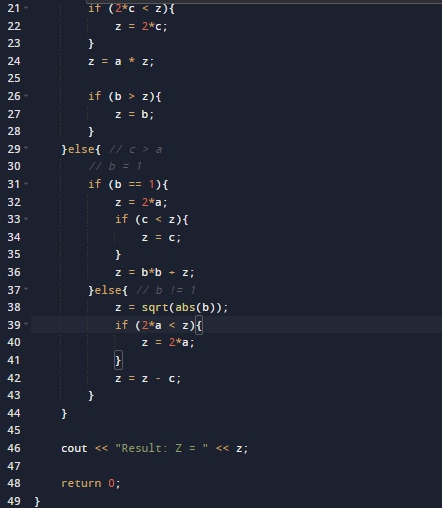 21 if (2*c < z){
22 z = 2*c;
23 }
24 z = a * z;
25
26 if (b > z){
27 z = b;
28 }
29 }else{ // c > a
30 // b = 1
31 if (b == 1){
32 z = 2*a;
33 if (c < z){
34 z = c;
35 }
36 z = b*b + z;
37 }else{ // b != 1
38 z = sqrt(abs(b));
39 if (2*a < z){
40 z = 2*a;
41 }
42 z = z - c;
43 }
44 }
45
46 cout << "Result: Z = " << z;
47
48 return 0;
49 }